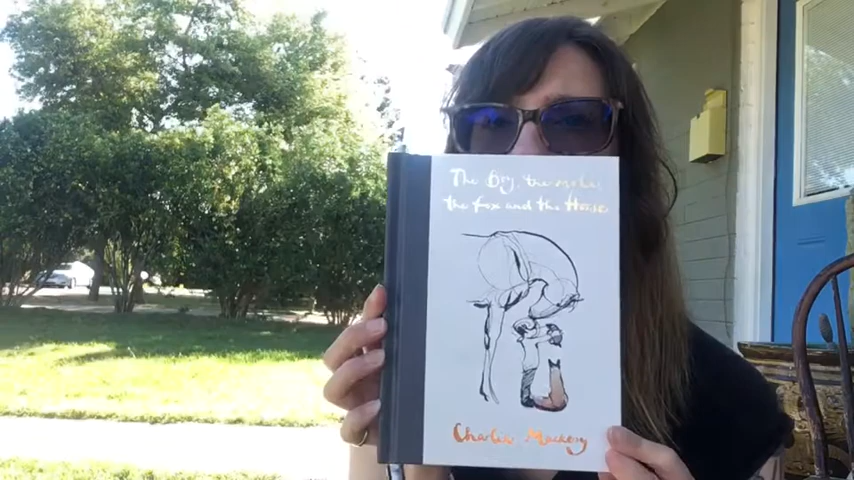 The Boy, the mole,
the fox and the Horse
Charlie Mackesy